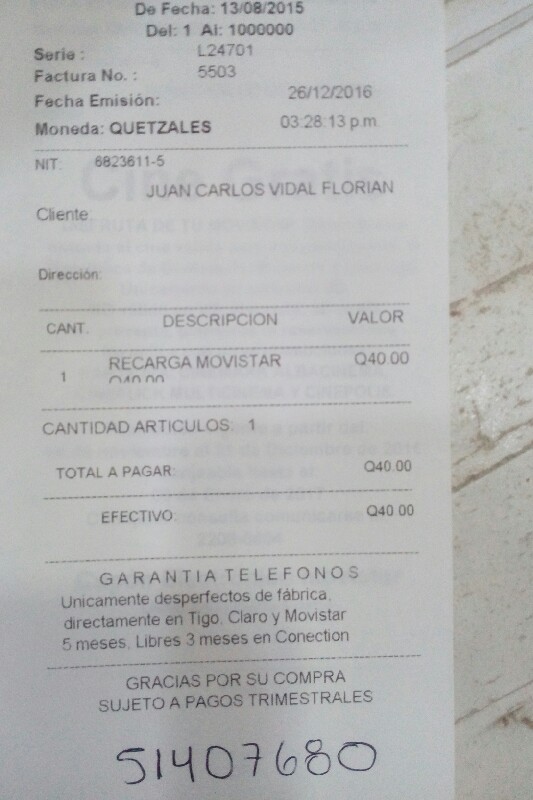 De Fecha: 13/08/2015
Del: 1 Al: 1000000
Serie : L24701
Factura No. : 5503
Fecha Emisión: 26/12/2016
Moneda: QUETZALES 03:28:13 p.m.
NIT: 6823611-5
JUAN CARLOS VIDAL FLORIAN
Cliente:
Dirección:
CANT. DESCRIPCION VALOR
RECARGA MOVISTAR Q40.00
1 Q40.00
CANTIDAD ARTICULOS: 1
TOTAL A PAGAR: Q40.00
EFECTIVO: Q40.00
GARANTIA TELEFONOS
Unicamente desperfectos de fábrica,
directamente en Tigo, Claro y Movistar
5 meses, Libres 3 meses en Conection
GRACIAS POR SU COMPRA
SUJETO A PAGOS TRIMESTRALES
51407680